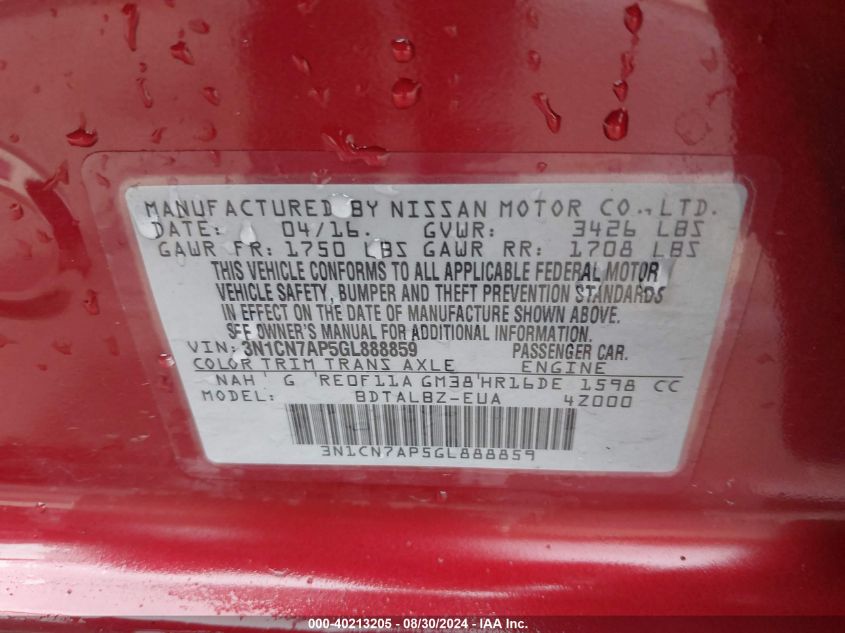 MANUFACTURED BY NISSAN MOTOR CO., LTD.
DATE: 04/16. GVWR: 3426 LBS
GAWR FR: 1750 LBS GAWR RR: 1708 LBS
THIS VEHICLE CONFORMS TO ALL APPLICABLE FEDERAL MOTOR
VEHICLE SAFETY, BUMPER AND THEFT PREVENTION STANDARDS
IN EFFECT ON THE DATE OF MANUFACTURE SHOWN ABOVE.
SEE OWNER'S MANUAL FOR ADDITIONAL INFORMATION.
VIN: 3N1CN7AP5GL888859 PASSENGER CAR.
COLOR TRIM TRANS AXLE ENGINE
NAH G RE0F11A GM38 HR16DE 1598 CC
MODEL: BDTALBZ-EUA 4Z000
3N1CN7AP5GL888859
000-40213205 - 08/30/2024 - IAA Inc.